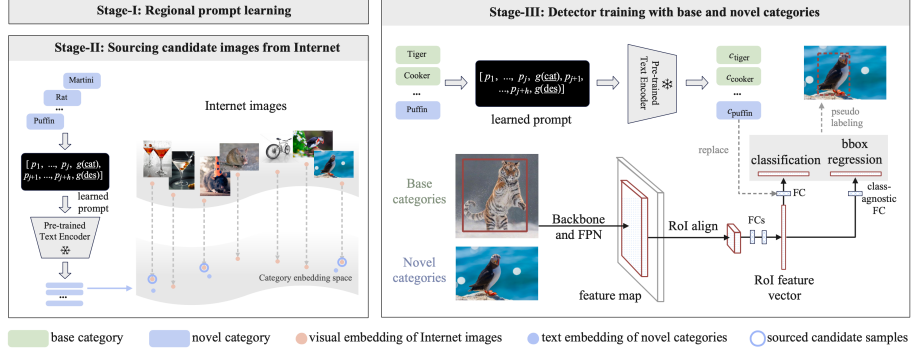 Stage-I: Regional prompt learning
Stage-II: Sourcing candidate images from Internet
Martini
Rat
...
Puffin
[ p1, ..., pj, g(cat),
pj+1, ..., pj+h, g(des)]
learned
prompt
Pre-trained
Text Encoder
...
Internet images
Category embedding space
Stage-III: Detector training with base and novel categories
Tiger
Cooker
...
Puffin
[ p1, ..., pj, g(cat), pj+1,
..., pj+h, g(des)]
learned prompt
Pre-trained
Text Encoder
ctiger
ccooker
...
cpuffin
pseudo
labeling
replace
classification
bbox
regression
FC
class-
agnostic
FC
Base
categories
Novel
categories
Backbone
and FPN
feature map
RoI align
FCs
RoI feature
vector
base category
novel category
visual embedding of Internet images
text embedding of novel categories
sourced candidate samples